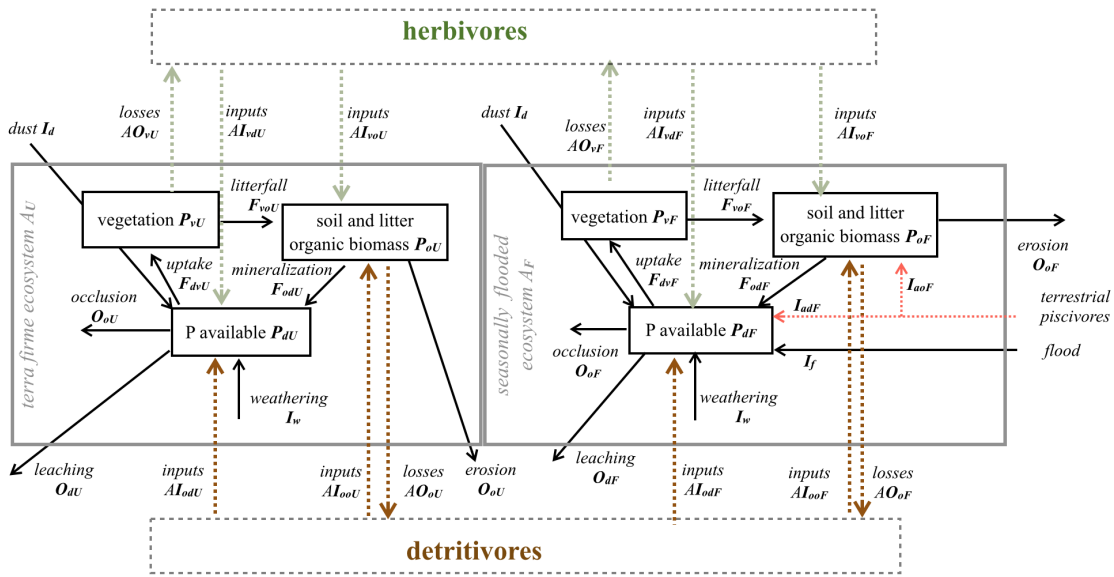 herbivores
losses
AOvU
inputs
AIvdU
inputs
AIvoU
losses
AOvF
inputs
AIvdF
inputs
AIvoF
dust Id
dust Id
terra firme ecosystem AU
vegetation PvU
litterfall
FvoU
soil and litter
organic biomass PoU
uptake
FdvU
mineralization
FodU
occlusion
OoU
P available PdU
weathering
Iw
leaching
OdU
inputs
AIodU
inputs
AIooU
losses
AOoU
erosion
OoU
seasonally flooded
ecosystem AF
vegetation PvF
litterfall
FvoF
soil and litter
organic biomass PoF
erosion
OoF
uptake
FdvF
mineralization
FodF
IaoF
IadF
terrestrial
piscivores
P available PdF
occlusion
OoF
If
flood
weathering
Iw
leaching
OdF
inputs
AIodF
inputs
AIooF
losses
AOoF
detritivores